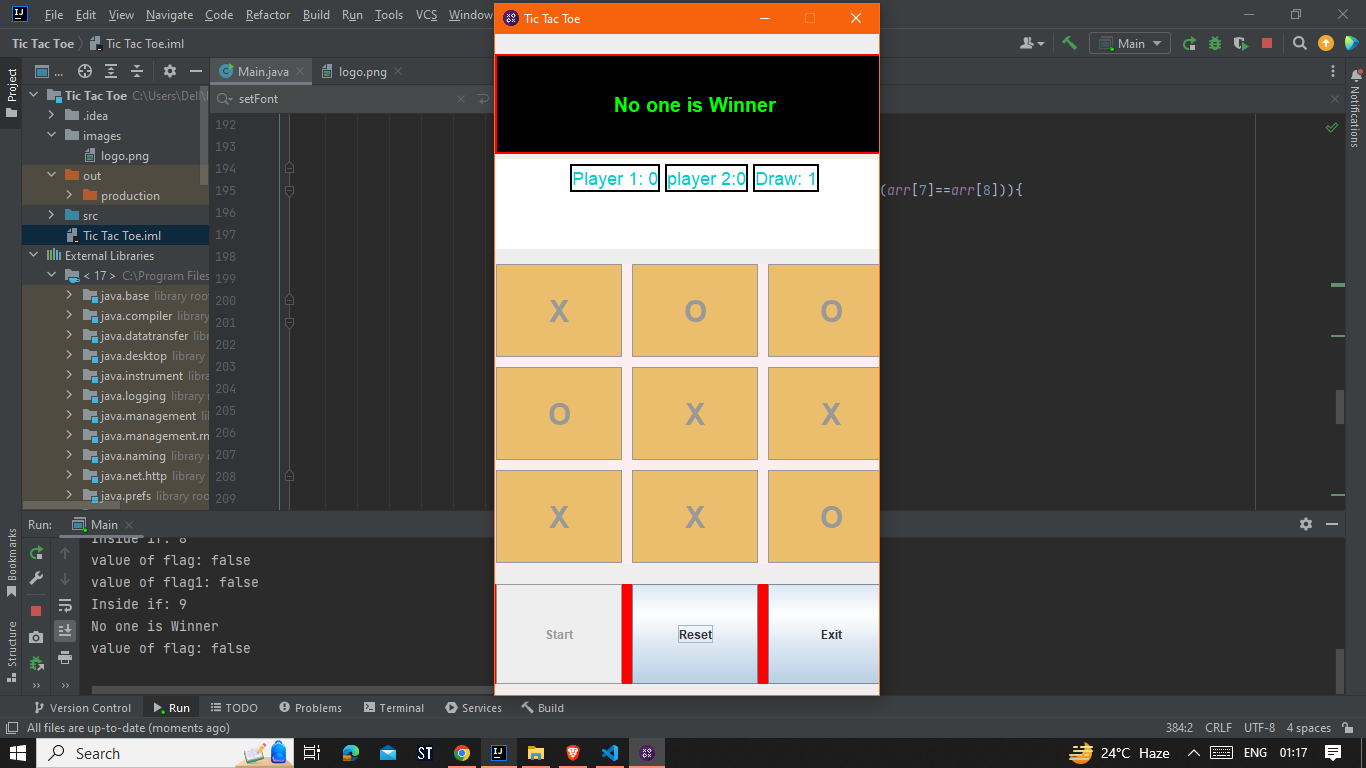 File Edit View Navigate Code Refactor Build Run Tools VCS Window
Tic Tac Toe
Tic Tac Toe Tic Tac Toe.iml
Main
Project
Main.java
logo.png
Notifications
setFont
Tic Tac Toe C:\Users\Dell\
.idea
images
logo.png
out
production
src
Tic Tac Toe.iml
External Libraries
< 17 > C:\Program Files
java.base library roo
java.compiler library
java.datatransfer libr
java.desktop library
java.instrument library
java.logging library
java.management li
java.management.rn
java.naming library
java.net.http library
java.prefs library root
192
193
194
195
196
197
198
199
200
201
202
203
204
205
206
207
208
209
(arr[7]==arr[8])){
No one is Winner
Player 1: 0 player 2:0 Draw: 1
X O O
O X X
X X O
Start Reset Exit
Run: Main
Inside if: 8
value of flag: false
value of flag1: false
Inside if: 9
No one is Winner
value of flag: false
Bookmarks
Structure
Version Control Run TODO Problems Terminal Services Build
All files are up-to-date (moments ago)
384:2 CRLF UTF-8 4 spaces
Search
ST
24°C Haze
ENG 01:17